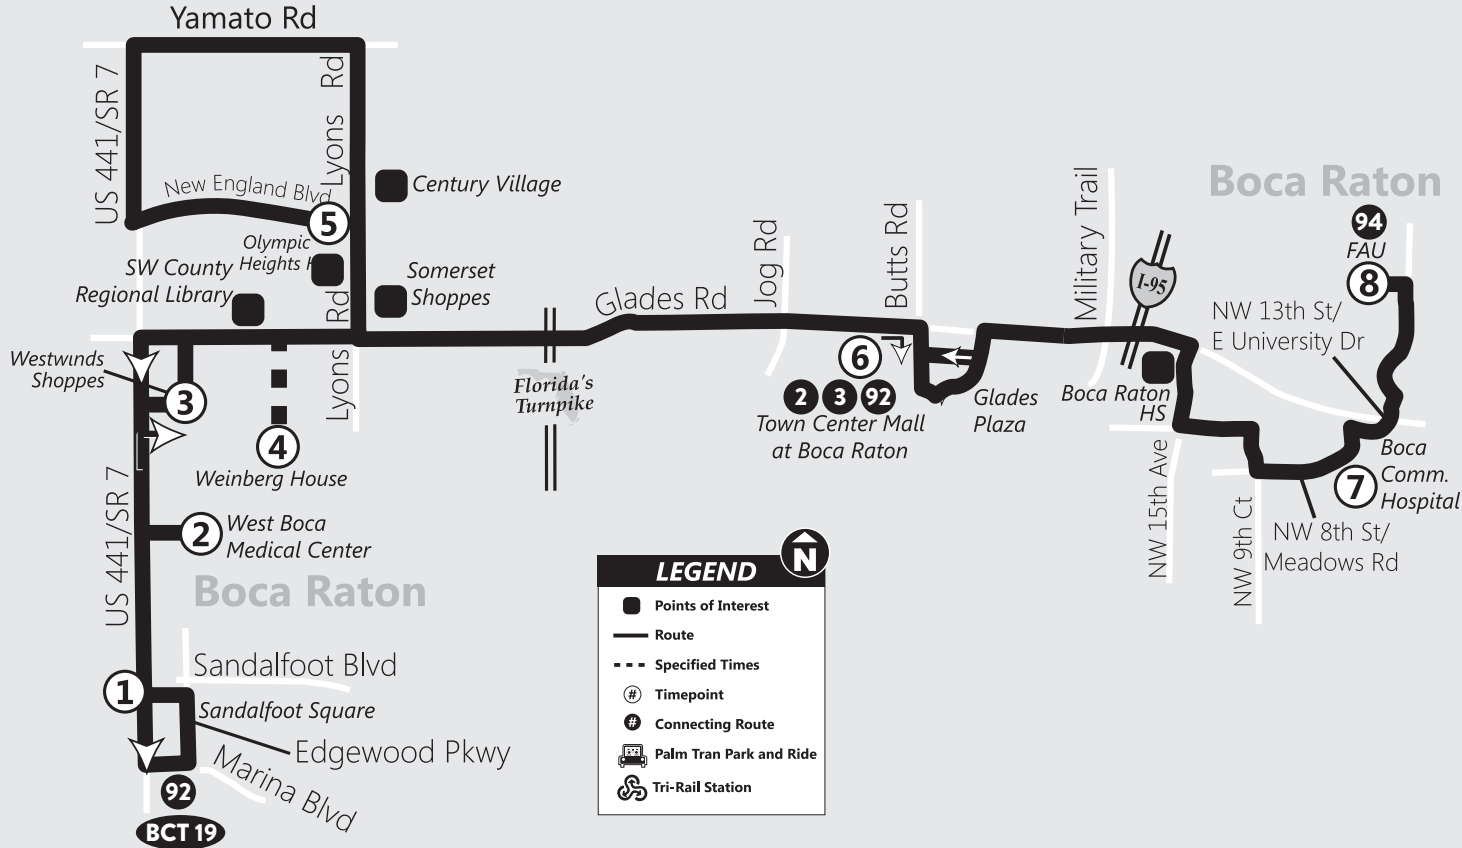 Yamato Rd
US 441/SR 7
Lyons Rd
New England Blvd
5
Century Village
Olympic
Heights H
SW County
Regional Library
Somerset
Shoppes
Lyons Rd
Westwinds
Shoppes
3
4
Weinberg House
US 441/SR 7
2
West Boca
Medical Center
Boca Raton
1
Sandalfoot Blvd
Sandalfoot Square
Edgewood Pkwy
Marina Blvd
92
BCT 19
Florida's
Turnpike
Glades Rd
Jog Rd
Butts Rd
6
2 3 92
Town Center Mall
at Boca Raton
Glades
Plaza
Military Trail
I-95
Boca Raton
HS
Boca Raton
94
FAU
8
NW 13th St/
E University Dr
NW 15th Ave
NW 9th Ct
7
Boca
Comm.
Hospital
NW 8th St/
Meadows Rd
N
LEGEND
Points of Interest
Route
Specified Times
# Timepoint
# Connecting Route
Palm Tran Park and Ride
Tri-Rail Station